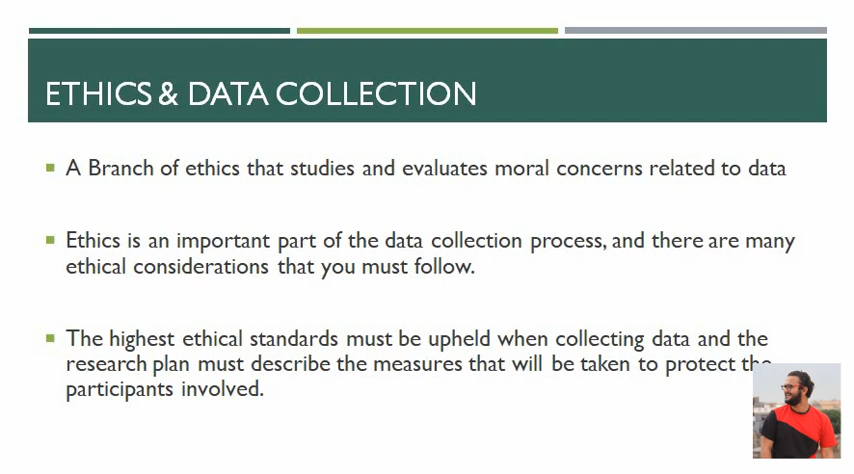 ETHICS & DATA COLLECTION
A Branch of ethics that studies and evaluates moral concerns related to data
Ethics is an important part of the data collection process, and there are many
ethical considerations that you must follow.
The highest ethical standards must be upheld when collecting data and the
research plan must describe the measures that will be taken to protect the
participants involved.